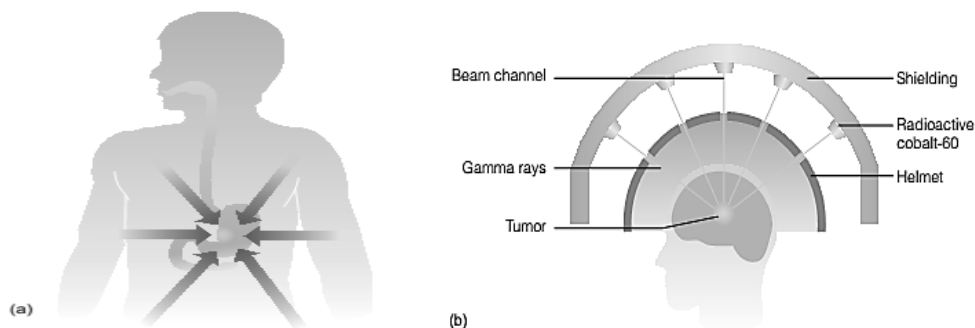 Beam channel
Shielding
Radioactive
cobalt-60
Gamma rays
Helmet
Tumor
(a)
(b)